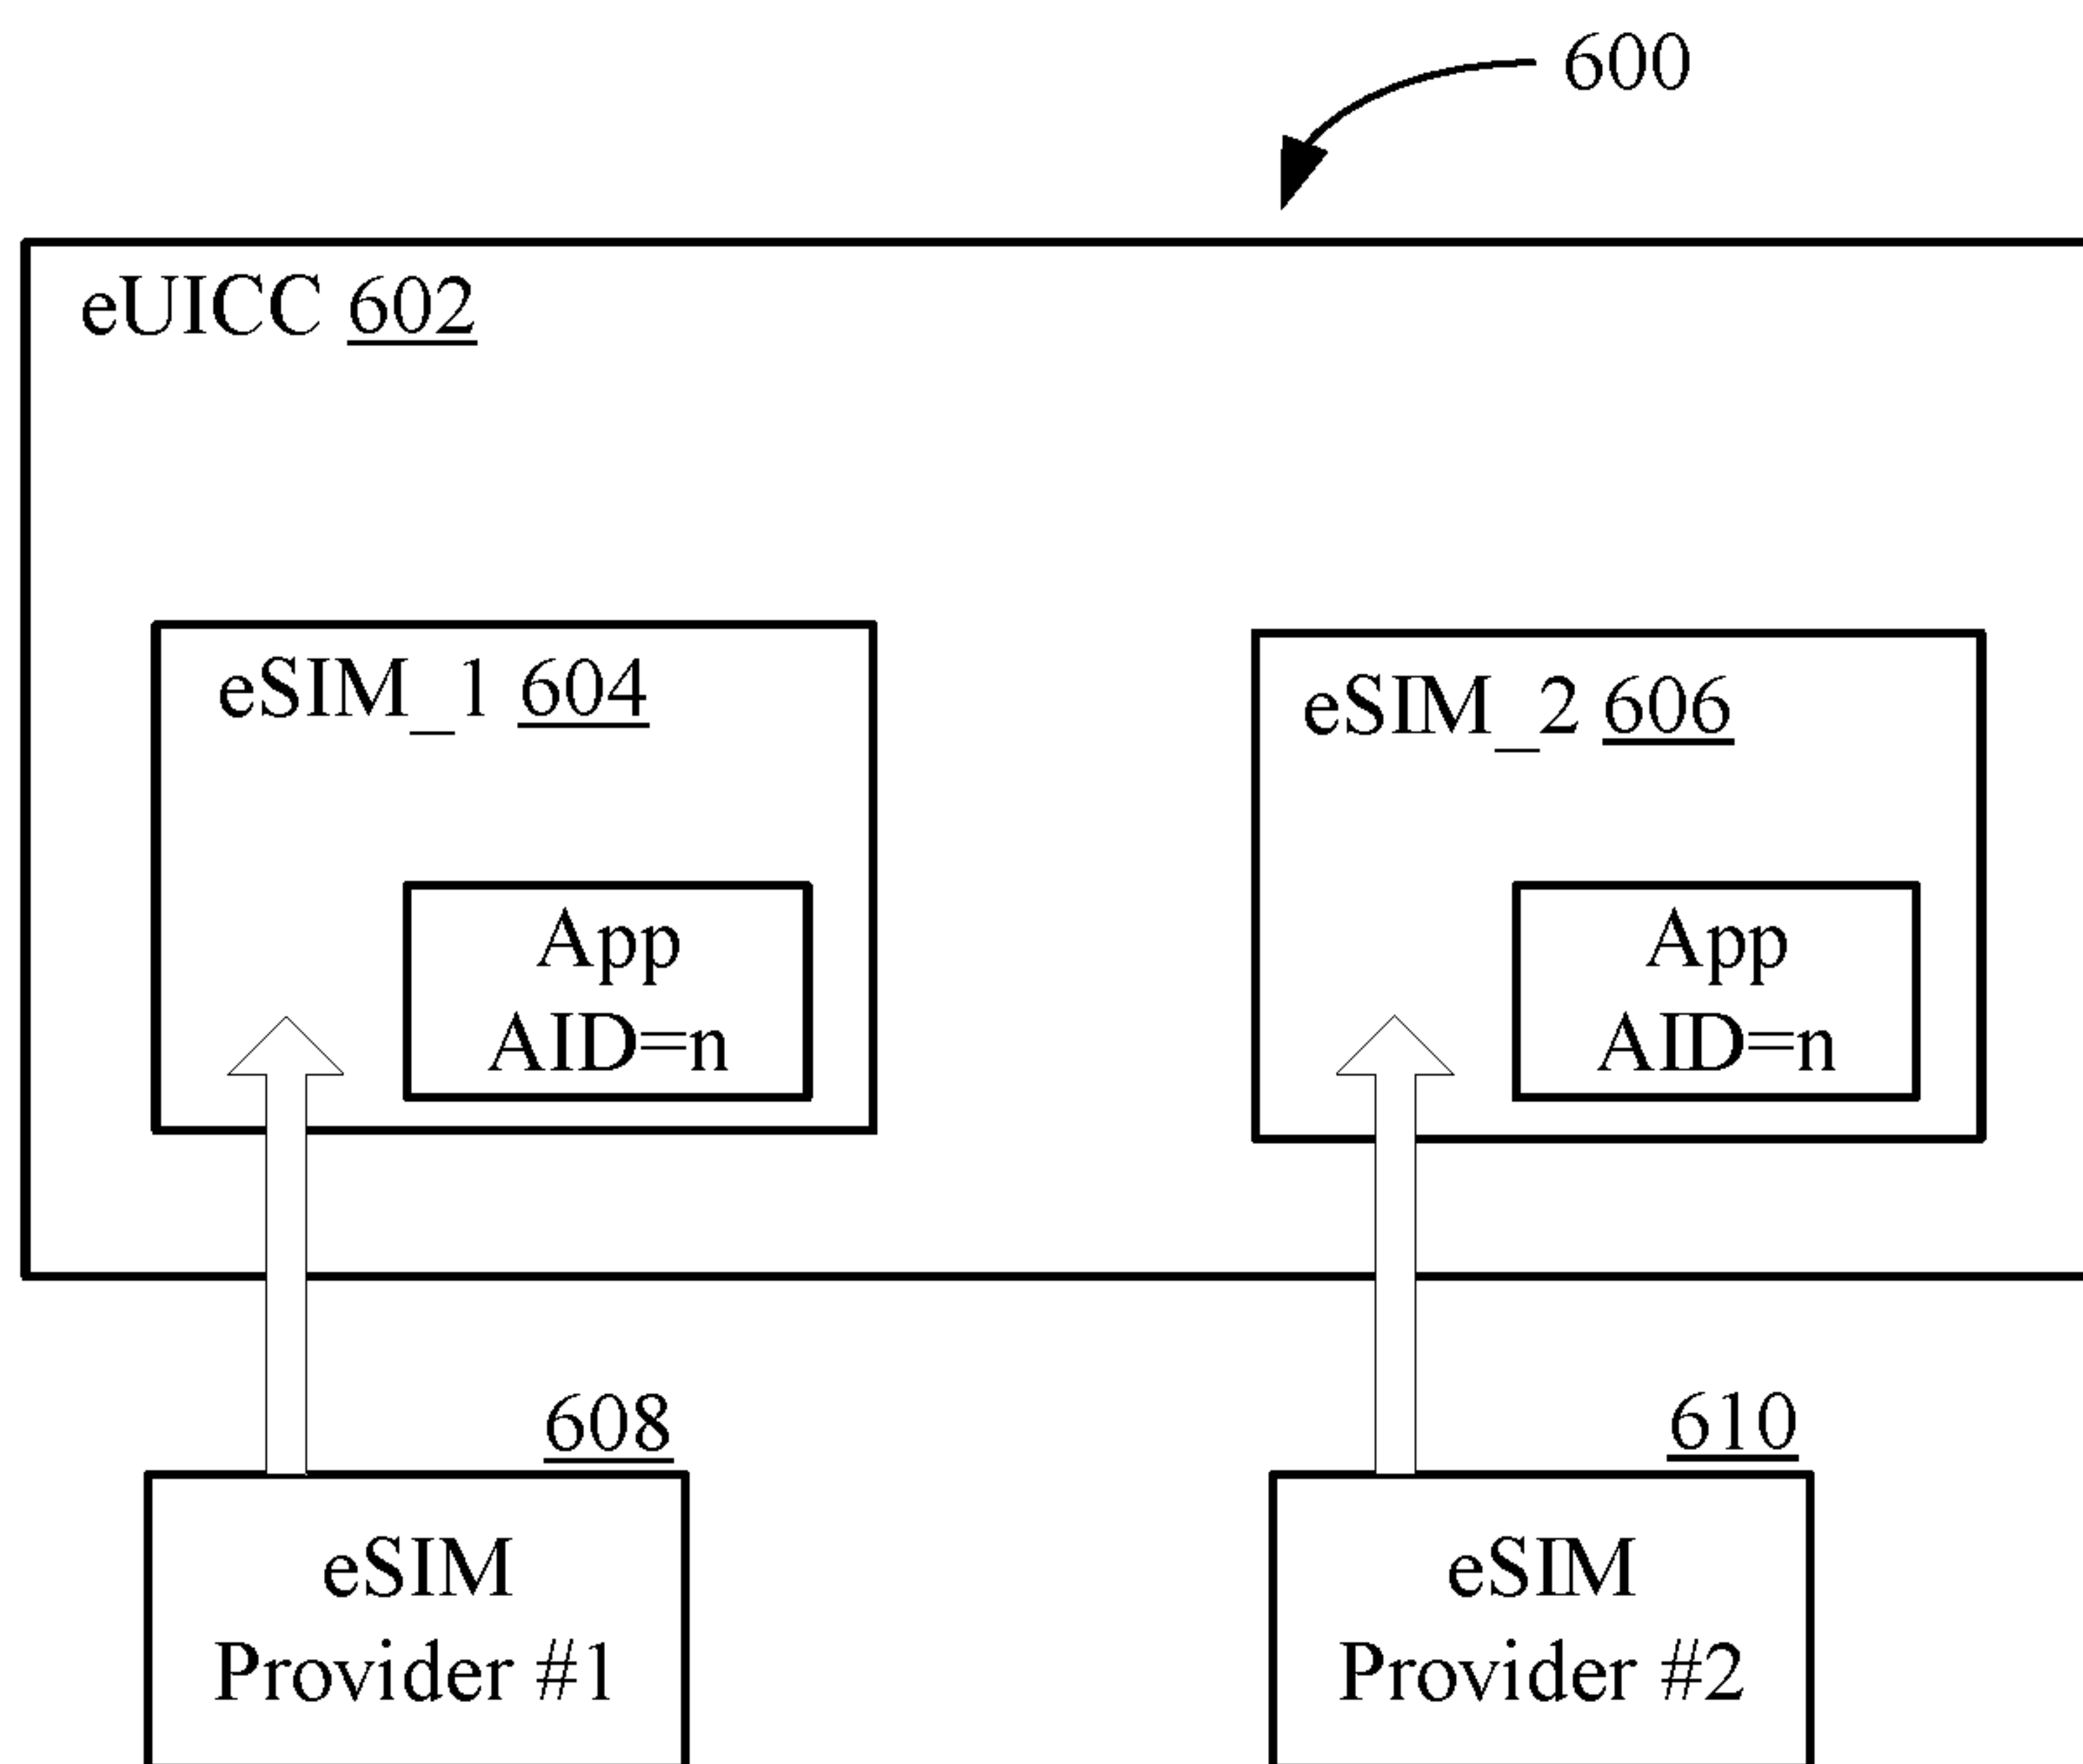 600
eUICC 602
eSIM_1 604
App
AID=n
eSIM_2 606
App
AID=n
608
eSIM
Provider #1
610
eSIM
Provider #2